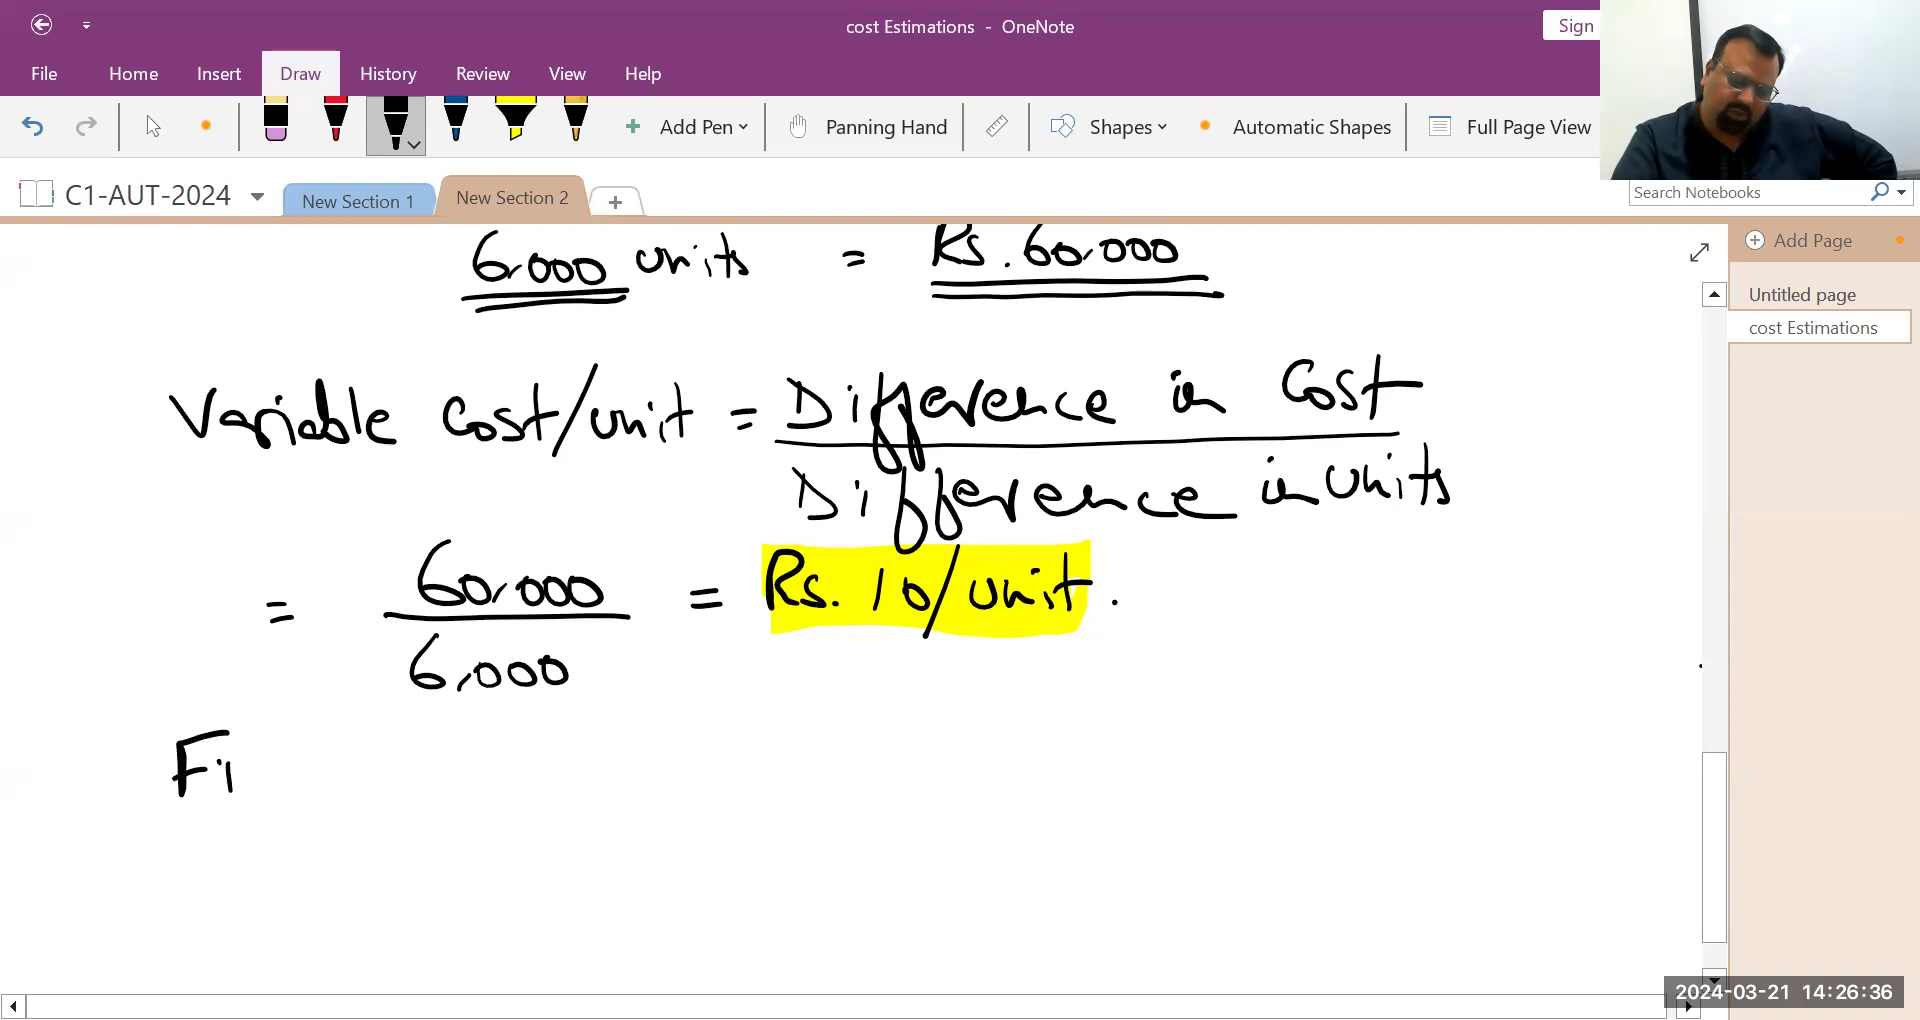 cost Estimations - OneNote
Sign
File Home Insert Draw History Review View Help
Add Pen Panning Hand Shapes Automatic Shapes Full Page View
C1-AUT-2024 New Section 1 New Section 2 +
Search Notebooks
Add Page
Untitled page
cost Estimations
6,000 units = Rs. 60,000
Variable Cost/unit = Difference in Cost
Difference in units
= 60,000 = Rs. 10/unit.
6,000
Fi
2024-03-21 14:26:36